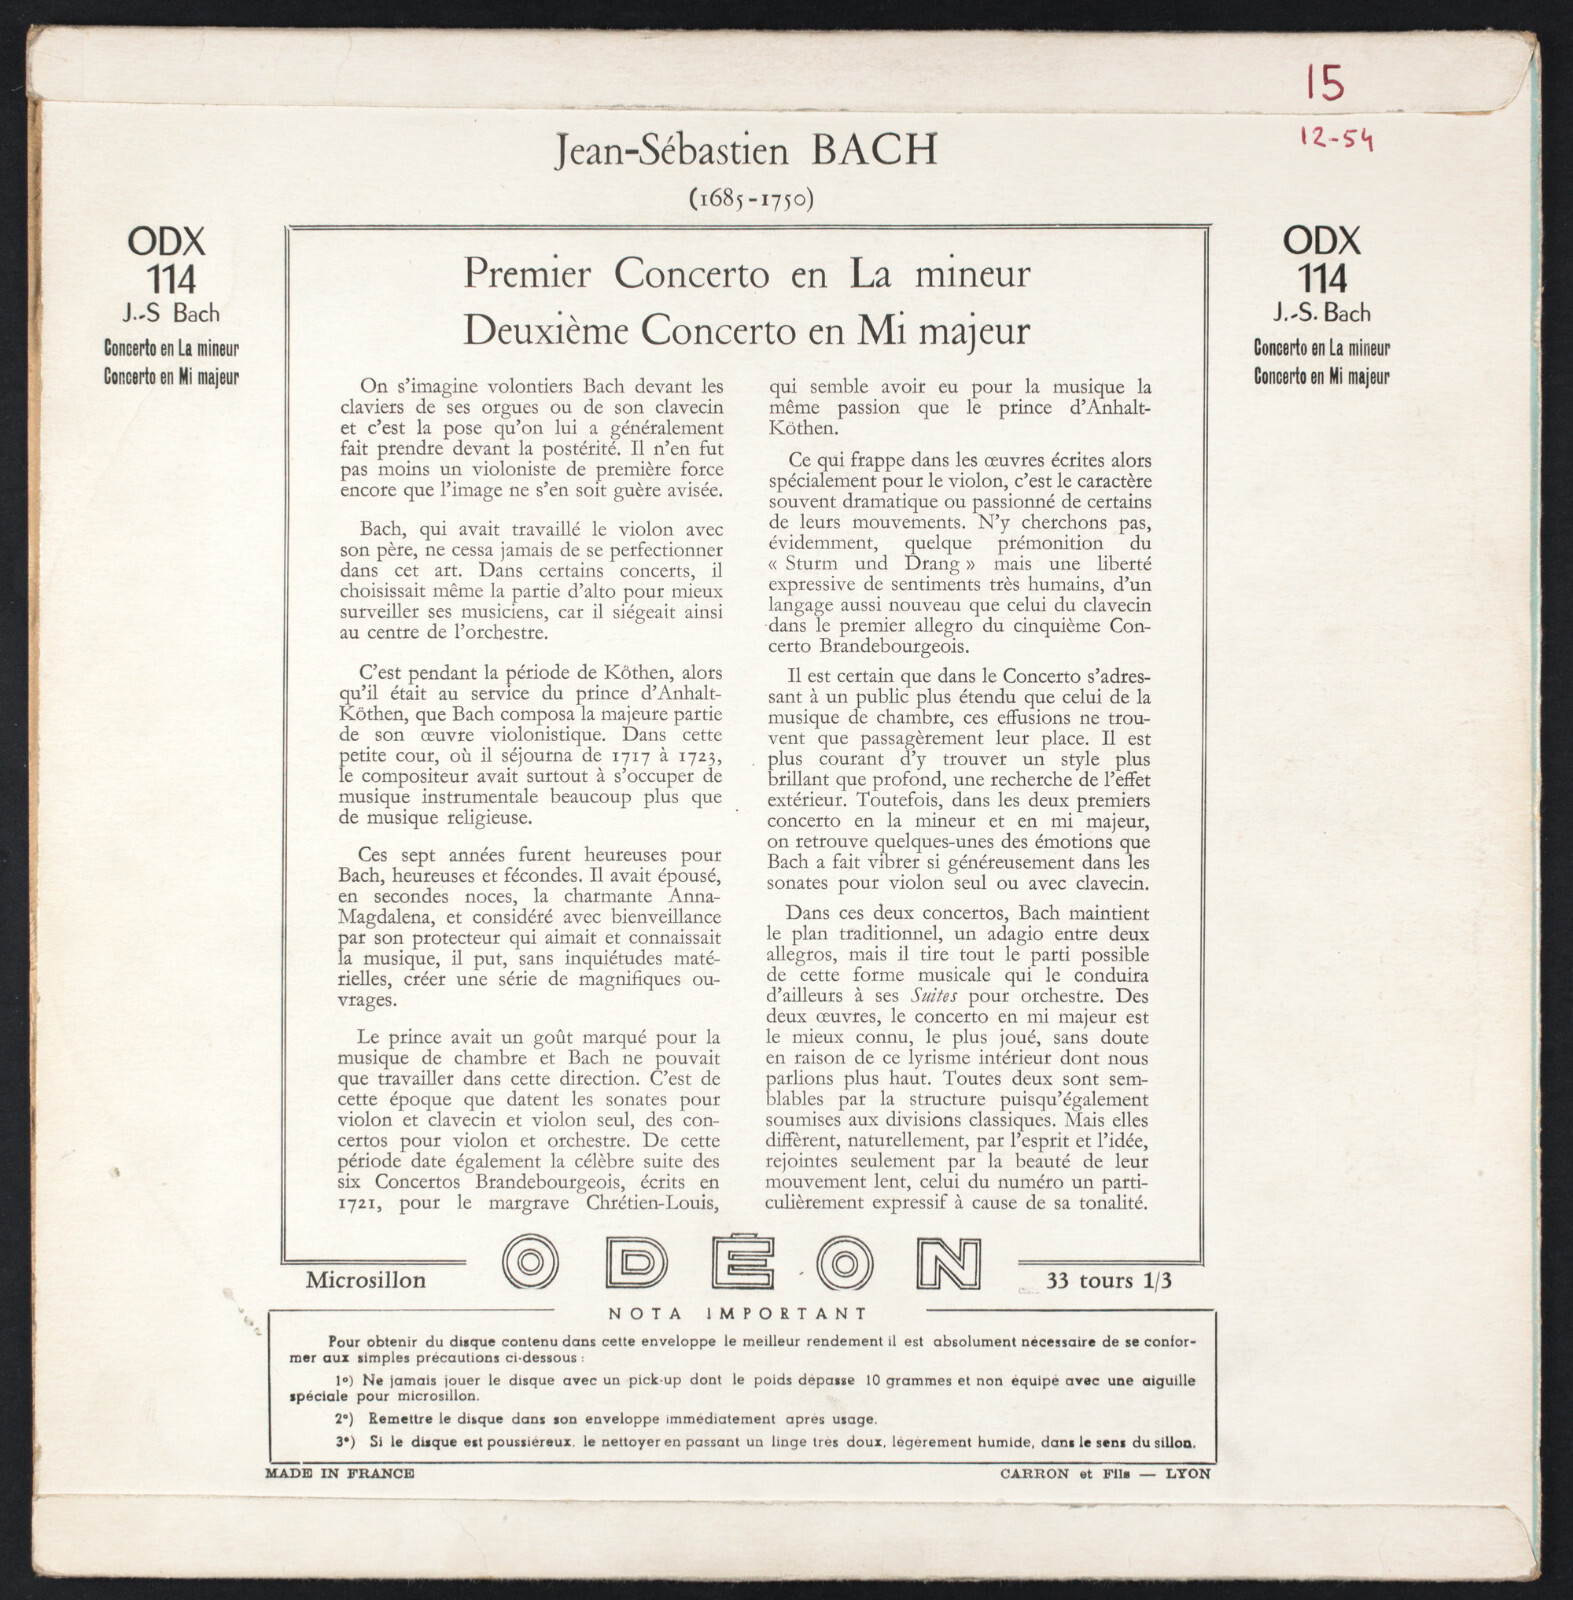 15
12-54
Jean-Sébastien BACH
(1685-1750)
ODX
114
J.-S Bach
Concerto en La mineur
Concerto en Mi majeur
ODX
114
J.-S. Bach
Concerto en La mineur
Concerto en Mi majeur
Premier Concerto en La mineur
Deuxième Concerto en Mi majeur
On s'imagine volontiers Bach devant les
claviers de ses orgues ou de son clavecin
et c'est la pose qu'on lui a généralement
fait prendre devant la postérité. Il n'en fut
pas moins un violoniste de première force
encore que l'image ne s'en soit guère avisée.
Bach, qui avait travaillé le violon avec
son père, ne cessa jamais de se perfectionner
dans cet art. Dans certains concerts, il
choisissait même la partie d'alto pour mieux
surveiller ses musiciens, car il siégeait ainsi
au centre de l'orchestre.
C'est pendant la période de Köthen, alors
qu'il était au service du prince d'Anhalt-
Köthen, que Bach composa la majeure partie
de son œuvre violonistique. Dans cette
petite cour, où il séjourna de 1717 à 1723,
le compositeur avait surtout à s'occuper de
musique instrumentale beaucoup plus que
de musique religieuse.
Ces sept années furent heureuses pour
Bach, heureuses et fécondes. Il avait épousé,
en secondes noces, la charmante Anna-
Magdalena, et considéré avec bienveillance
par son protecteur qui aimait et connaissait
la musique, il put, sans inquiétudes maté-
rielles, créer une série de magnifiques ou-
vrages.
Le prince avait un goût marqué pour la
musique de chambre et Bach ne pouvait
que travailler dans cette direction. C'est de
cette époque que datent les sonates pour
violon et clavecin et violon seul, des con-
certos pour violon et orchestre. De cette
période date également la célèbre suite des
six Concertos Brandebourgeois, écrits en
1721, pour le margrave Chrétien-Louis,
qui semble avoir eu pour la musique la
même passion que le prince d'Anhalt-
Köthen.
Ce qui frappe dans les œuvres écrites alors
spécialement pour le violon, c'est le caractère
souvent dramatique ou passionné de certains
de leurs mouvements. N'y cherchons pas,
évidemment, quelque prémonition du
« Sturm und Drang » mais une liberté
expressive de sentiments très humains, d'un
langage aussi nouveau que celui du clavecin
dans le premier allegro du cinquième Con-
certo Brandebourgeois.
Il est certain que dans le Concerto s'adres-
sant à un public plus étendu que celui de la
musique de chambre, ces effusions ne trou-
vent que passagèrement leur place. Il est
plus courant d'y trouver un style plus
brillant que profond, une recherche de l'effet
extérieur. Toutefois, dans les deux premiers
concerto en la mineur et en mi majeur,
on retrouve quelques-unes des émotions que
Bach a fait vibrer si généreusement dans les
sonates pour violon seul ou avec clavecin.
Dans ces deux concertos, Bach maintient
le plan traditionnel, un adagio entre deux
allegros, mais il tire tout le parti possible
de cette forme musicale qui le conduira
d'ailleurs à ses Suites pour orchestre. Des
deux œuvres, le concerto en mi majeur est
le mieux connu, le plus joué, sans doute
en raison de ce lyrisme intérieur dont nous
parlions plus haut. Toutes deux sont sem-
blables par la structure puisqu'également
soumises aux divisions classiques. Mais elles
diffèrent, naturellement, par l'esprit et l'idée,
rejointes seulement par la beauté de leur
mouvement lent, celui du numéro un parti-
culièrement expressif à cause de sa tonalité.
Microsillon
ODÉON
33 tours 1/3
NOTA IMPORTANT
Pour obtenir du disque contenu dans cette enveloppe le meilleur rendement il est absolument nécessaire de se confor-
mer aux simples précautions ci-dessous :
1º) Ne jamais jouer le disque avec un pick-up dont le poids dépasse 10 grammes et non équipé avec une aiguille
spéciale pour microsillon.
2º) Remettre le disque dans son enveloppe immédiatement après usage.
3º) Si le disque est poussiéreux, le nettoyer en passant un linge très doux, légèrement humide, dans le sens du sillon.
MADE IN FRANCE
CARRON et Fils — LYON